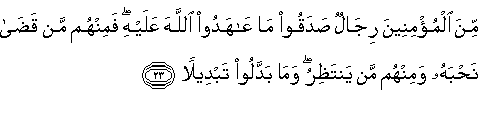 مِّنَ ٱلْمُؤْمِنِينَ رِجَالٌ صَدَقُوا۟ مَا عَـٰهَدُوا۟ ٱللَّهَ عَلَيْهِ ۖ فَمِنْهُم مَّن قَضَىٰ
نَحْبَهُۥ وَمِنْهُم مَّن يَنتَظِرُ ۖ وَمَا بَدَّلُوا۟ تَبْدِيلًا ﴿٢٣﴾